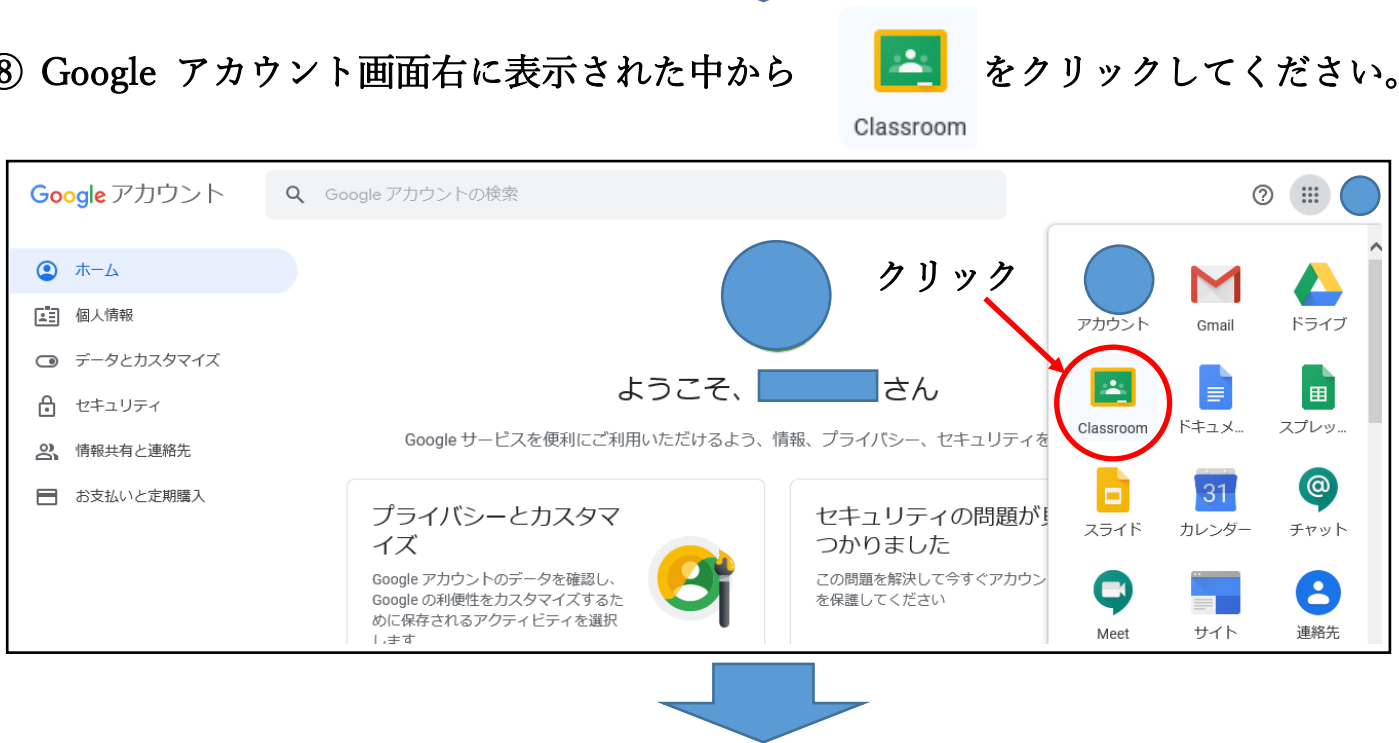 ⑧ Google アカウント画面右に表示された中から Classroom をクリックしてください。
Google アカウント
Google アカウントの検索
ホーム
個人情報
データとカスタマイズ
セキュリティ
情報共有と連絡先
お支払いと定期購入
クリック
ようこそ、 さん
Google サービスを便利にご利用いただけるよう、情報、プライバシー、セキュリティを
プライバシーとカスタマ
イズ
Google アカウントのデータを確認し、
Google の利便性をカスタマイズするた
めに保存されるアクティビティを選択
します
セキュリティの問題が見
つかりました
この問題を解決して今すぐアカウン
を保護してください
アカウント Gmail ドライブ
Classroom ドキュメ... スプレッ...
31
スライド カレンダー チャット
Meet サイト 連絡先